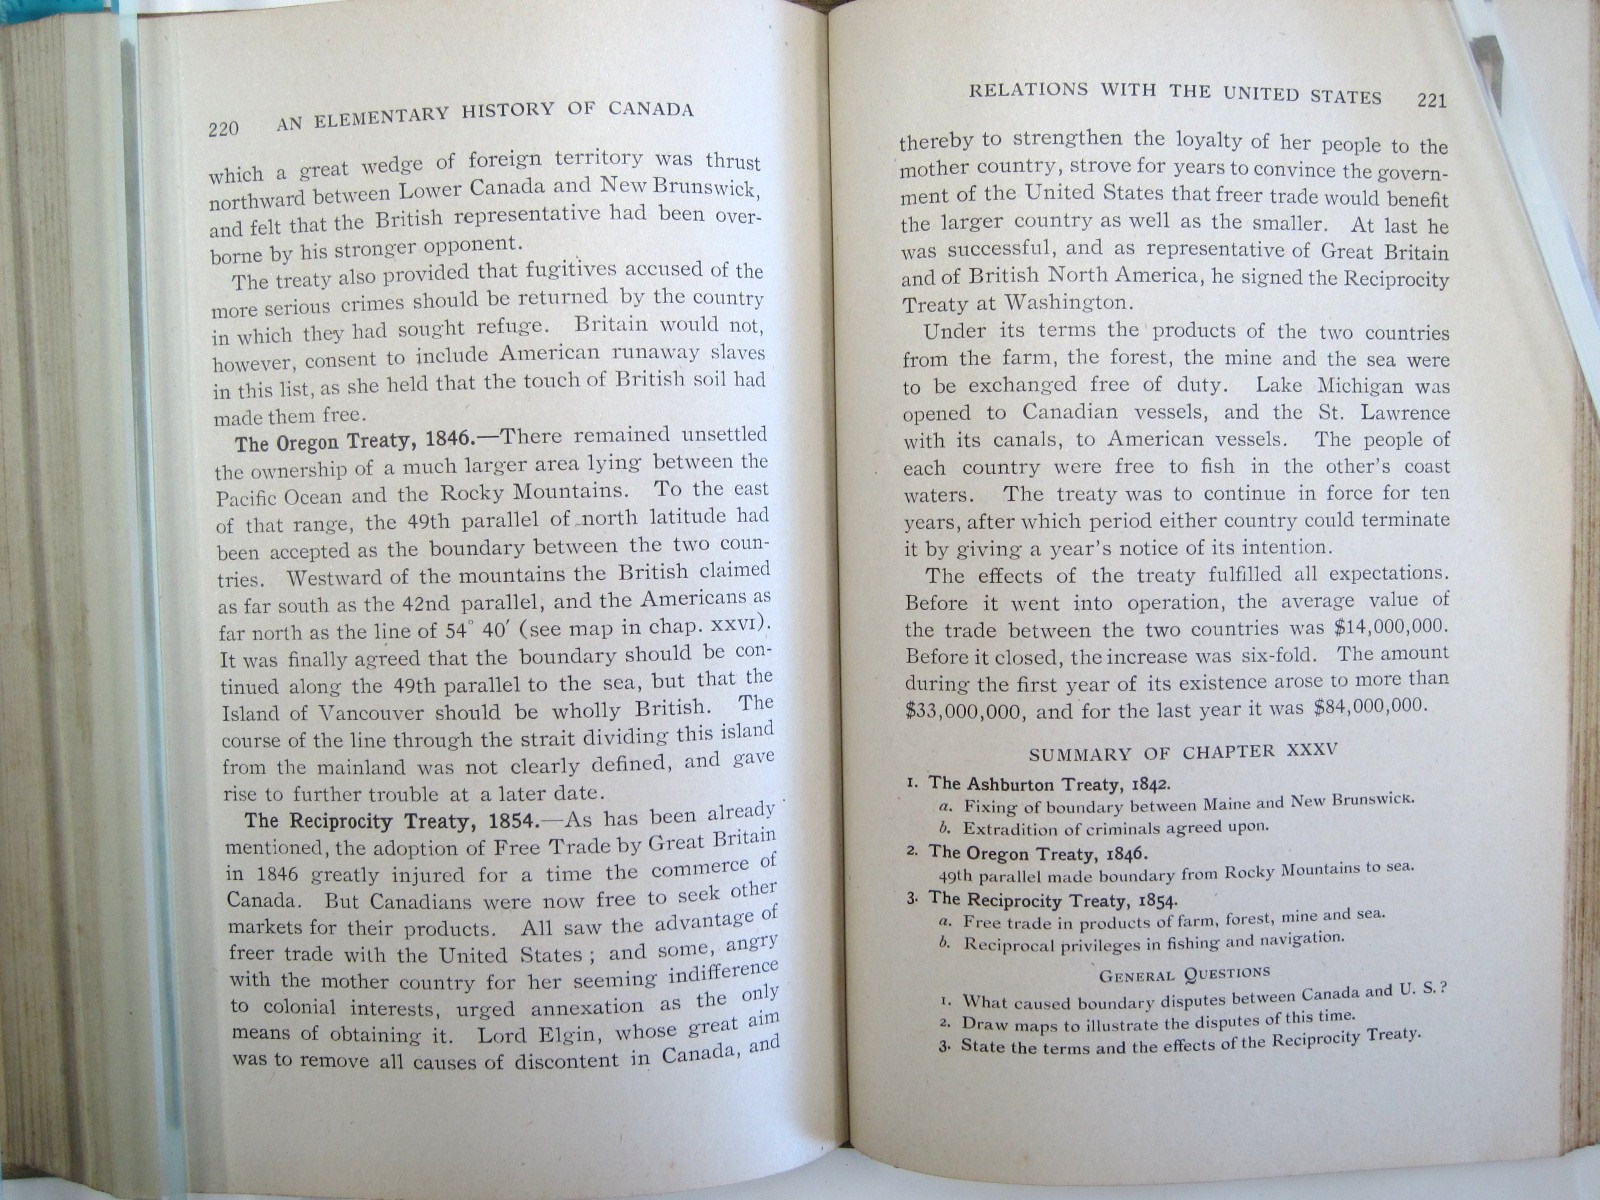 220 AN ELEMENTARY HISTORY OF CANADA
which a great wedge of foreign territory was thrust
northward between Lower Canada and New Brunswick,
and felt that the British representative had been over-
borne by his stronger opponent.
The treaty also provided that fugitives accused of the
more serious crimes should be returned by the country
in which they had sought refuge. Britain would not,
however, consent to include American runaway slaves
in this list, as she held that the touch of British soil had
made them free.
The Oregon Treaty, 1846.—There remained unsettled
the ownership of a much larger area lying between the
Pacific Ocean and the Rocky Mountains. To the east
of that range, the 49th parallel of north latitude had
been accepted as the boundary between the two coun-
tries. Westward of the mountains the British claimed
as far south as the 42nd parallel, and the Americans as
far north as the line of 54° 40′ (see map in chap. XXVI).
It was finally agreed that the boundary should be con-
tinued along the 49th parallel to the sea, but that the
Island of Vancouver should be wholly British. The
course of the line through the strait dividing this island
from the mainland was not clearly defined, and gave
rise to further trouble at a later date.
The Reciprocity Treaty, 1854.—As has been already
mentioned, the adoption of Free Trade by Great Britain
in 1846 greatly injured for a time the commerce of
Canada. But Canadians were now free to seek other
markets for their products. All saw the advantage of
freer trade with the United States ; and some, angry
with the mother country for her seeming indifference
to colonial interests, urged annexation as the only
means of obtaining it. Lord Elgin, whose great aim
was to remove all causes of discontent in Canada, and
RELATIONS WITH THE UNITED STATES 221
thereby to strengthen the loyalty of her people to the
mother country, strove for years to convince the govern-
ment of the United States that freer trade would benefit
the larger country as well as the smaller. At last he
was successful, and as representative of Great Britain
and of British North America, he signed the Reciprocity
Treaty at Washington.
Under its terms the products of the two countries
from the farm, the forest, the mine and the sea were
to be exchanged free of duty. Lake Michigan was
opened to Canadian vessels, and the St. Lawrence
with its canals, to American vessels. The people of
each country were free to fish in the other's coast
waters. The treaty was to continue in force for ten
years, after which period either country could terminate
it by giving a year's notice of its intention.
The effects of the treaty fulfilled all expectations.
Before it went into operation, the average value of
the trade between the two countries was $14,000,000.
Before it closed, the increase was six-fold. The amount
during the first year of its existence arose to more than
$33,000,000, and for the last year it was $84,000,000.
SUMMARY OF CHAPTER XXXV
1. The Ashburton Treaty, 1842.
a. Fixing of boundary between Maine and New Brunswick.
b. Extradition of criminals agreed upon.
2. The Oregon Treaty, 1846.
49th parallel made boundary from Rocky Mountains to sea.
3. The Reciprocity Treaty, 1854.
a. Free trade in products of farm, forest, mine and sea.
b. Reciprocal privileges in fishing and navigation.
GENERAL QUESTIONS
1. What caused boundary disputes between Canada and U. S.?
2. Draw maps to illustrate the disputes of this time.
3. State the terms and the effects of the Reciprocity Treaty.